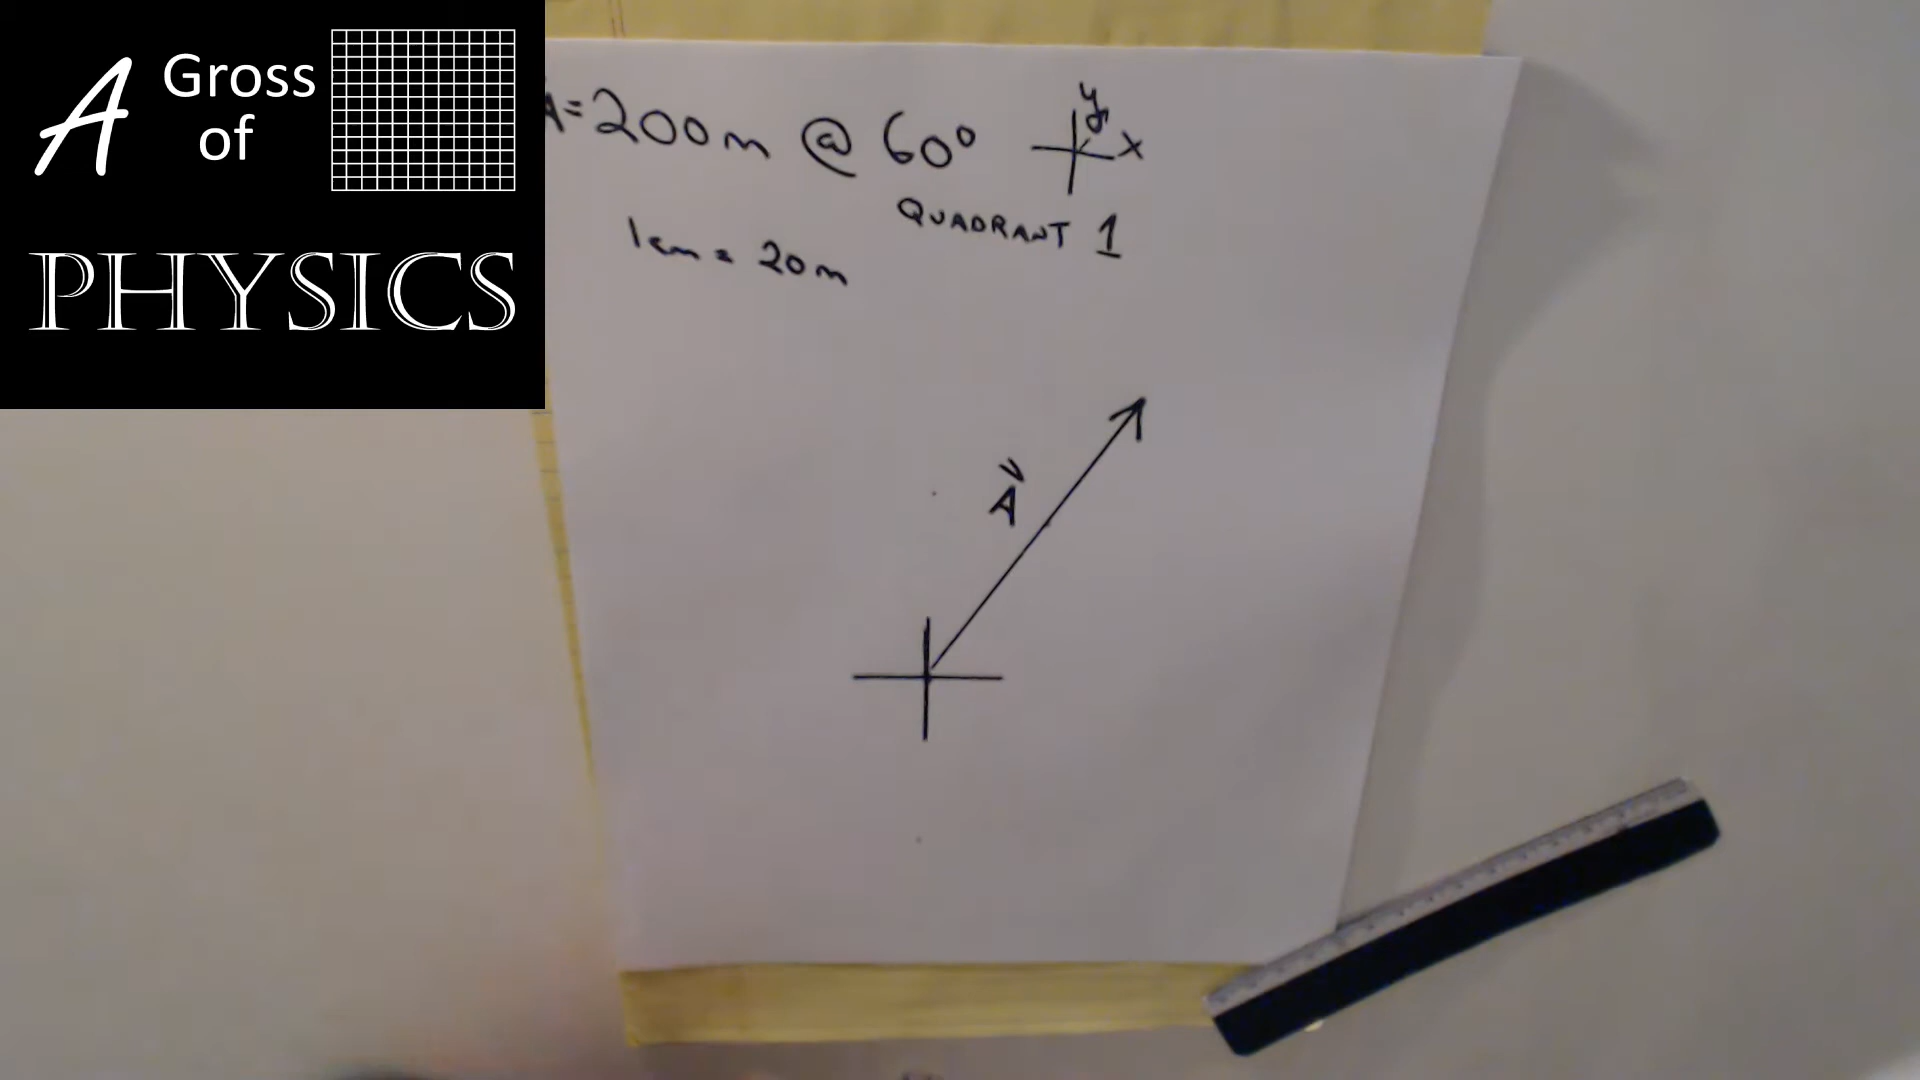 A Gross
of
PHYSICS
A=200m @ 60°
y
θ
x
QUADRANT 1
1cm = 20m
A